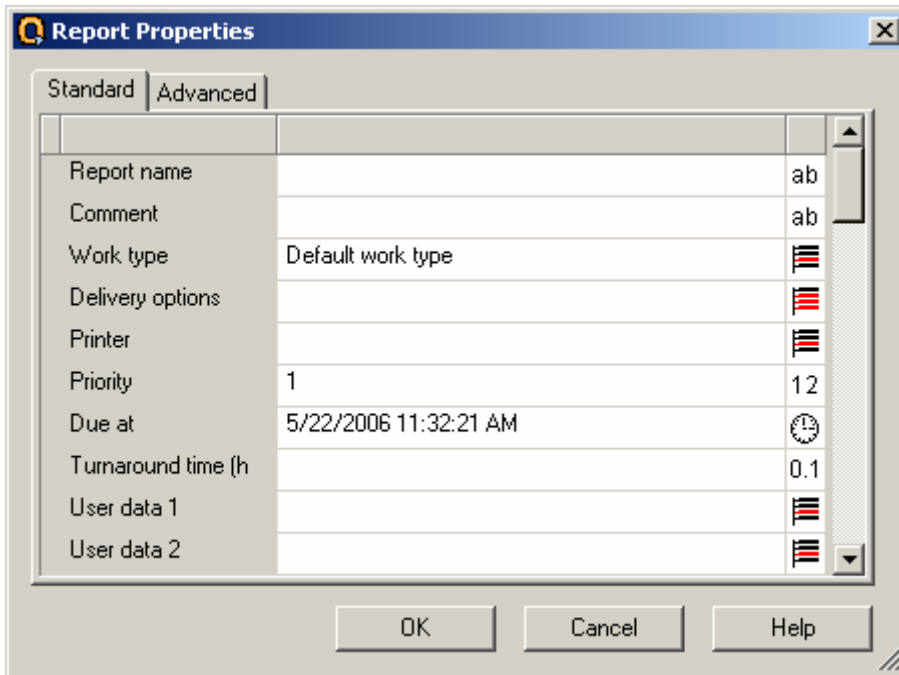 Report Properties
Standard Advanced
Report name ab
Comment ab
Work type Default work type
Delivery options
Printer
Priority 1 12
Due at 5/22/2006 11:32:21 AM
Turnaround time (h 0.1
User data 1
User data 2
OK Cancel Help